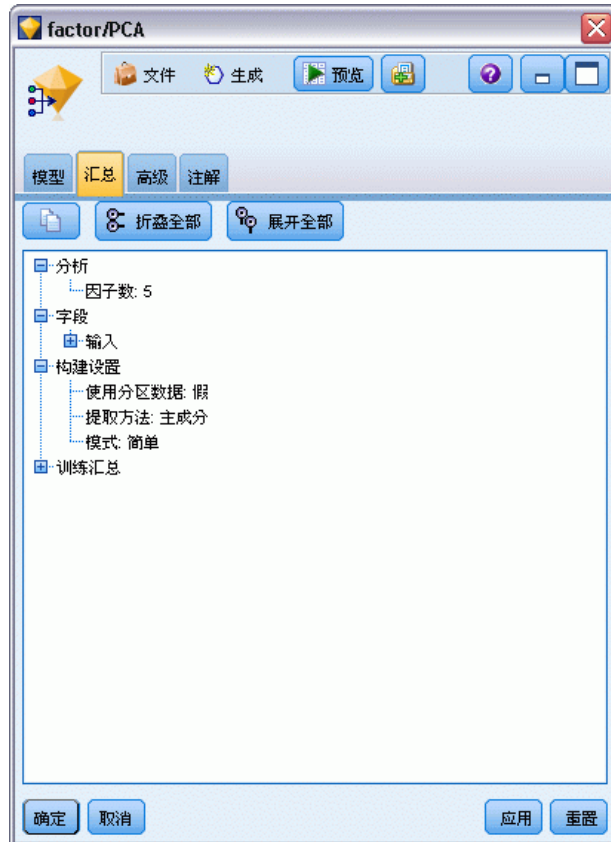 factor/PCA
文件 生成 预览
模型 汇总 高级 注解
折叠全部 展开全部
分析
因子数: 5
字段
输入
构建设置
使用分区数据: 假
提取方法: 主成分
模式: 简单
训练汇总
确定 取消 应用 重置